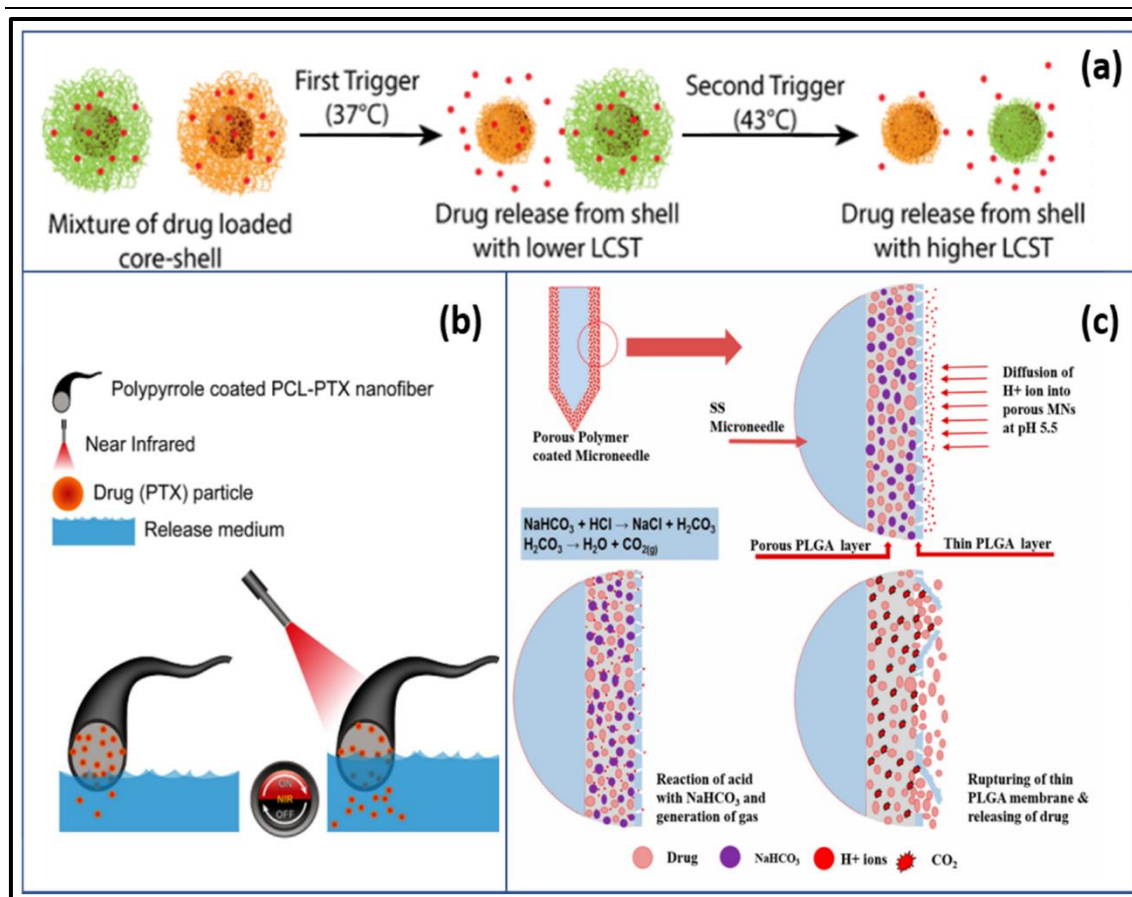 (a)
First Trigger
(37°C)
Second Trigger
(43°C)
Mixture of drug loaded
core-shell
Drug release from shell
with lower LCST
Drug release from shell
with higher LCST
(b)
Polypyrrole coated PCL-PTX nanofiber
Near Infrared
Drug (PTX) particle
Release medium
ON
NIR
OFF
(c)
Porous Polymer
coated Microneedle
SS
Microneedle
Diffusion of
H+ ion into
porous MNs
at pH 5.5
NaHCO₃ + HCl → NaCl + H₂CO₃
H₂CO₃ → H₂O + CO₂(g)
Porous PLGA layer
Thin PLGA layer
Reaction of acid
with NaHCO₃ and
generation of gas
Rupturing of thin
PLGA membrane &
releasing of drug
Drug
NaHCO₃
H+ ions
CO₂